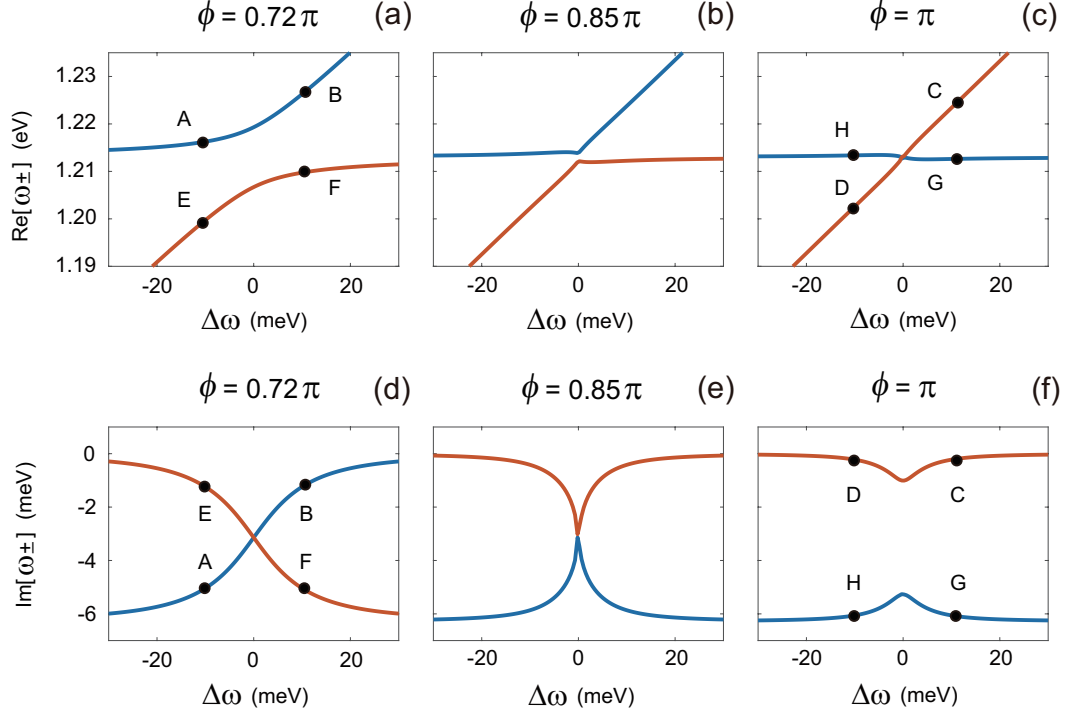 ϕ = 0.72π (a) ϕ = 0.85π (b) ϕ = π (c)
Re[ω±] (eV)
1.23
1.22
1.21
1.20
1.19
A
B
E
F
H
C
D
G
-20 0 20 -20 0 20 -20 0 20
Δω (meV) Δω (meV) Δω (meV)
ϕ = 0.72π (d) ϕ = 0.85π (e) ϕ = π (f)
Im[ω±] (meV)
0
-2
-4
-6
E
B
A
F
D
C
H
G
-20 0 20 -20 0 20 -20 0 20
Δω (meV) Δω (meV) Δω (meV)